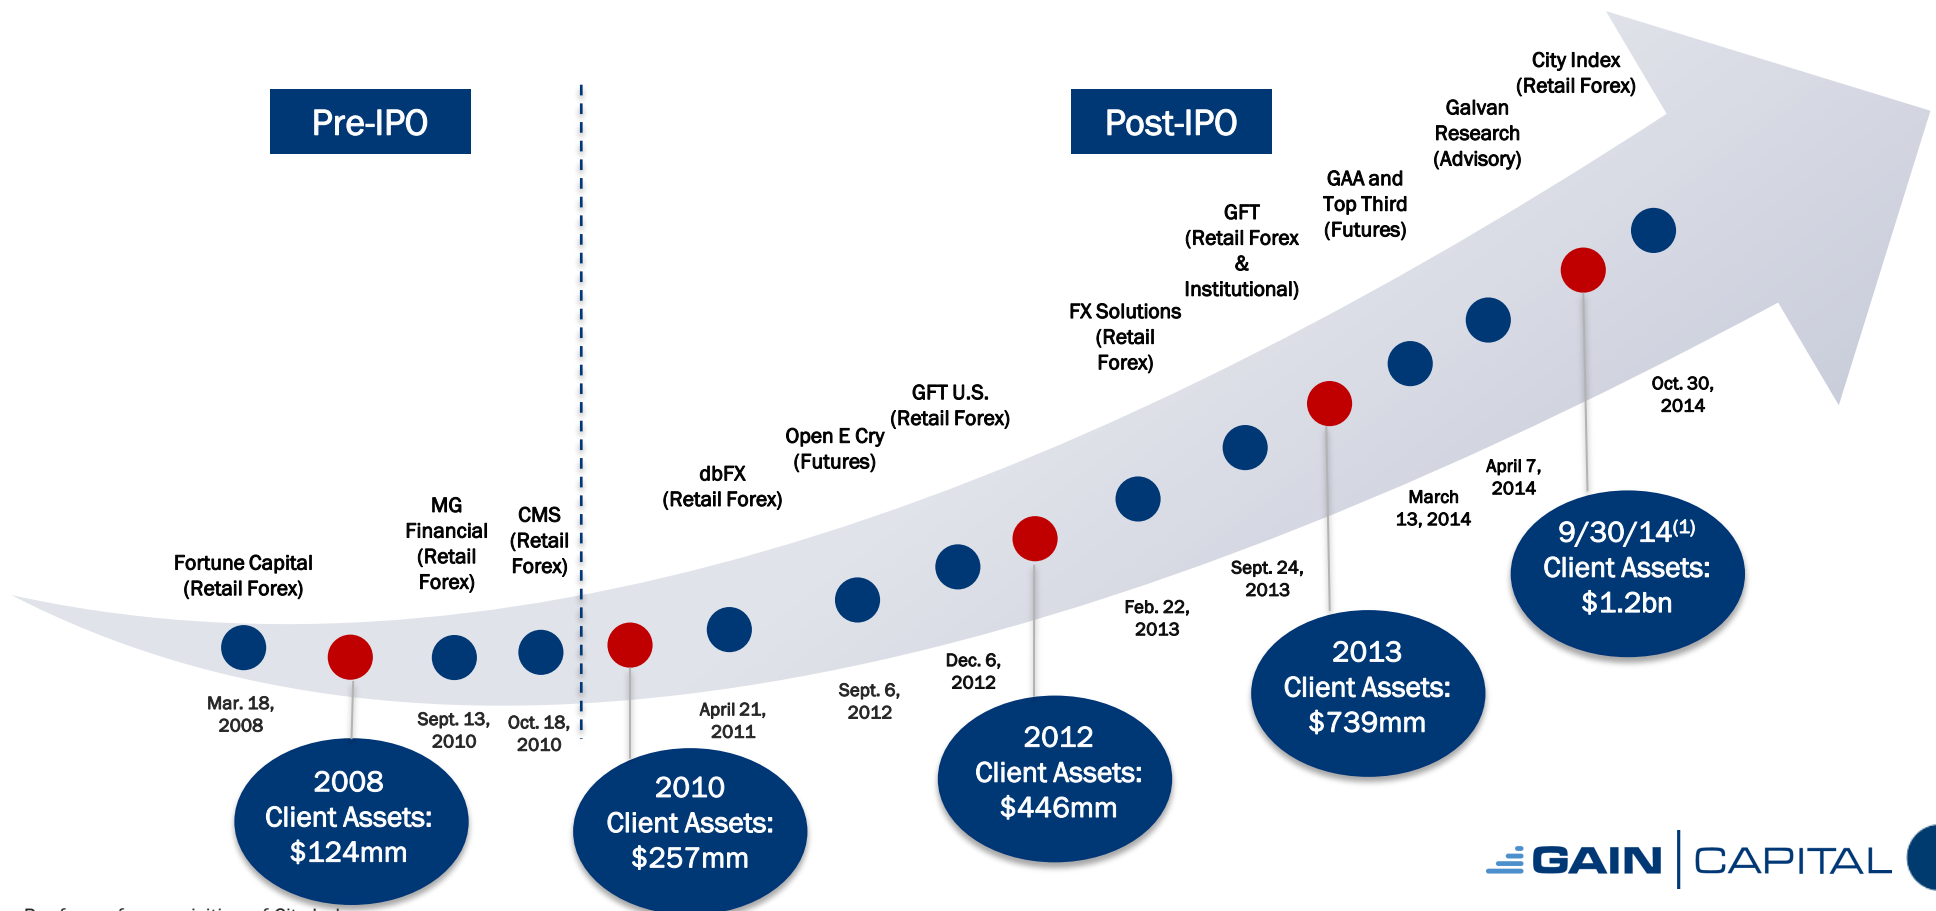 Pre-IPO
Post-IPO
Fortune Capital
(Retail Forex)
MG
Financial
(Retail
Forex)
CMS
(Retail
Forex)
dbFX
(Retail Forex)
Open E Cry
(Futures)
GFT U.S.
(Retail Forex)
FX Solutions
(Retail
Forex)
GFT
(Retail Forex
&
Institutional)
GAA and
Top Third
(Futures)
Galvan
Research
(Advisory)
City Index
(Retail Forex)
Mar. 18,
2008
Sept. 13,
2010
Oct. 18,
2010
April 21,
2011
Sept. 6,
2012
Dec. 6,
2012
Feb. 22,
2013
Sept. 24,
2013
March
13, 2014
April 7,
2014
Oct. 30,
2014
2008
Client Assets:
$124mm
2010
Client Assets:
$257mm
2012
Client Assets:
$446mm
2013
Client Assets:
$739mm
9/30/14(1)
Client Assets:
$1.2bn
GAIN CAPITAL